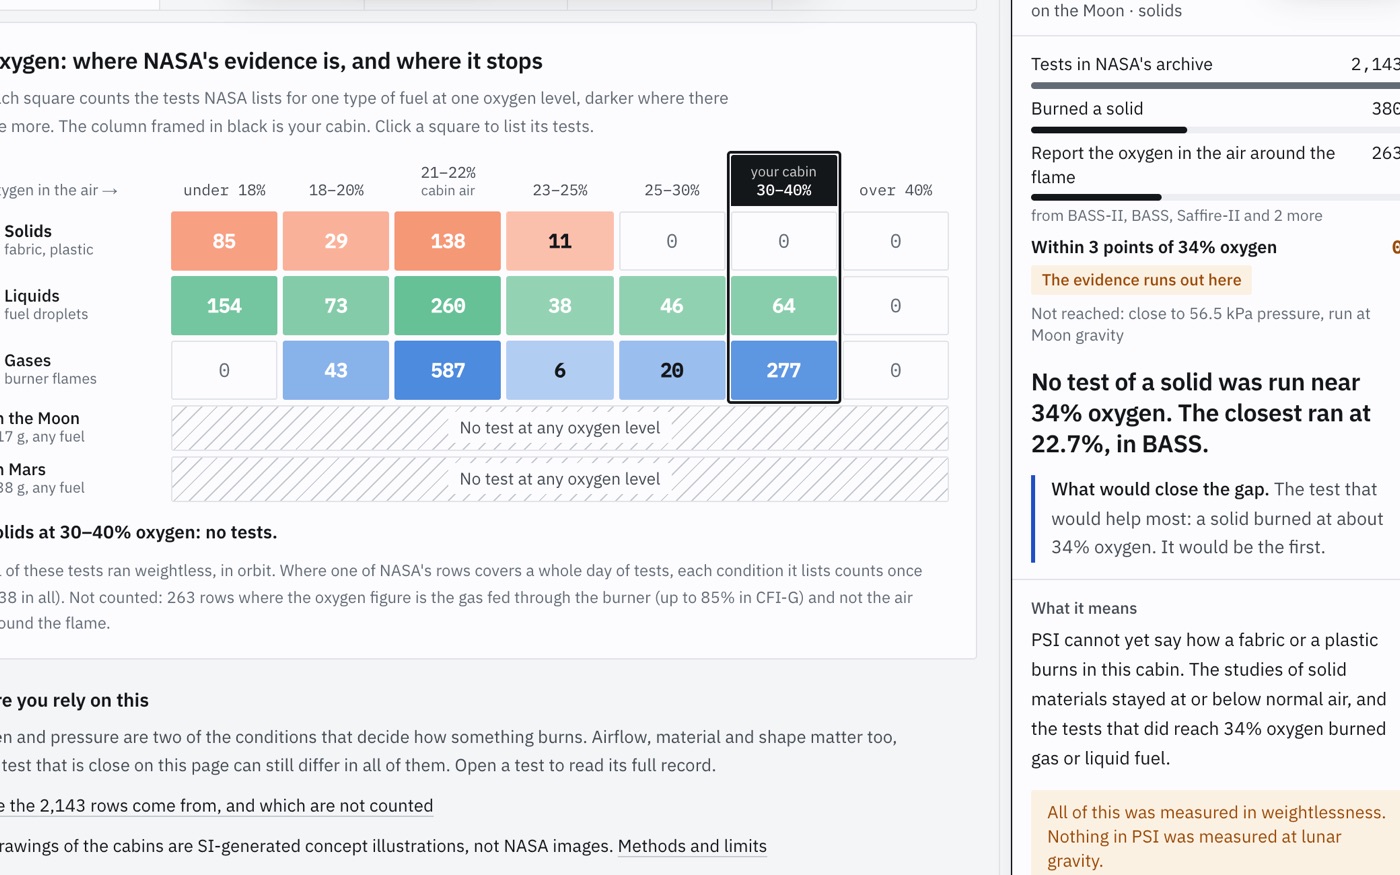 xygen: where NASA's evidence is, and where it stops
ch square counts the tests NASA lists for one type of fuel at one oxygen level, darker where there
e more. The column framed in black is your cabin. Click a square to list its tests.
ygen in the air →
under 18%
18–20%
21–22%
cabin air
23–25%
25–30%
your cabin
30–40%
over 40%
Solids
fabric, plastic
85 29 138 11 0 0 0
Liquids
fuel droplets
154 73 260 38 46 64 0
Gases
burner flames
0 43 587 6 20 277 0
n the Moon
17 g, any fuel
No test at any oxygen level
n Mars
38 g, any fuel
No test at any oxygen level
olids at 30–40% oxygen: no tests.
l of these tests ran weightless, in orbit. Where one of NASA's rows covers a whole day of tests, each condition it lists counts once
38 in all). Not counted: 263 rows where the oxygen figure is the gas fed through the burner (up to 85% in CFI-G) and not the air
ound the flame.
re you rely on this
en and pressure are two of the conditions that decide how something burns. Airflow, material and shape matter too,
test that is close on this page can still differ in all of them. Open a test to read its full record.
e the 2,143 rows come from, and which are not counted
rawings of the cabins are SI-generated concept illustrations, not NASA images. Methods and limits
on the Moon · solids
Tests in NASA's archive 2,143
Burned a solid 380
Report the oxygen in the air around the 263
flame
from BASS-II, BASS, Saffire-II and 2 more
Within 3 points of 34% oxygen 0
The evidence runs out here
Not reached: close to 56.5 kPa pressure, run at
Moon gravity
No test of a solid was run near
34% oxygen. The closest ran at
22.7%, in BASS.
What would close the gap. The test that
would help most: a solid burned at about
34% oxygen. It would be the first.
What it means
PSI cannot yet say how a fabric or a plastic
burns in this cabin. The studies of solid
materials stayed at or below normal air, and
the tests that did reach 34% oxygen burned
gas or liquid fuel.
All of this was measured in weightlessness.
Nothing in PSI was measured at lunar
gravity.